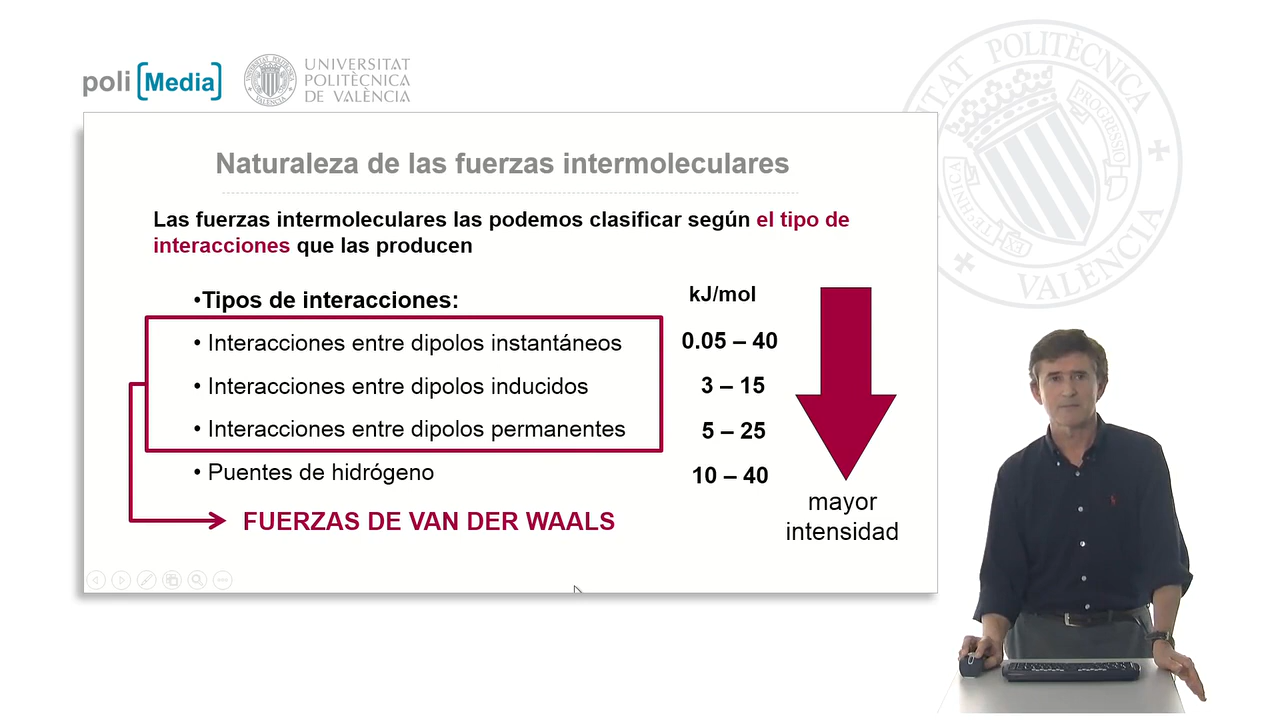 poli [Media]
UNIVERSITAT
POLITÈCNICA
DE VALÈNCIA
Naturaleza de las fuerzas intermoleculares
Las fuerzas intermoleculares las podemos clasificar según el tipo de
interacciones que las producen
•Tipos de interacciones: kJ/mol
• Interacciones entre dipolos instantáneos 0.05 – 40
• Interacciones entre dipolos inducidos 3 – 15
• Interacciones entre dipolos permanentes 5 – 25
• Puentes de hidrógeno 10 – 40
FUERZAS DE VAN DER WAALS
mayor
intensidad
POLITÈCNICA
VALÈNCIA
PROGRESSIO